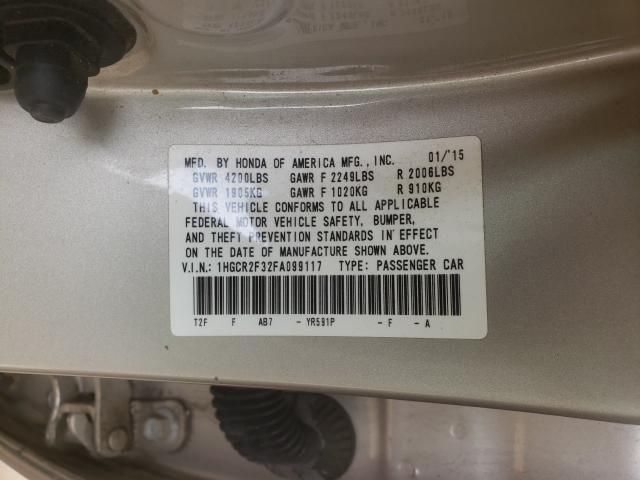 MFD. BY HONDA OF AMERICA MFG., INC. 01/'15
GVWR 4200LBS GAWR F 2249LBS R 2006LBS
GVWR 1905KG GAWR F 1020KG R 910KG
THIS VEHICLE CONFORMS TO ALL APPLICABLE
FEDERAL MOTOR VEHICLE SAFETY, BUMPER,
AND THEFT PREVENTION STANDARDS IN EFFECT
ON THE DATE OF MANUFACTURE SHOWN ABOVE.
V.I.N.: 1HGCR2F32FA099117 TYPE: PASSENGER CAR
T2F F AB7 - YR591P - F - A